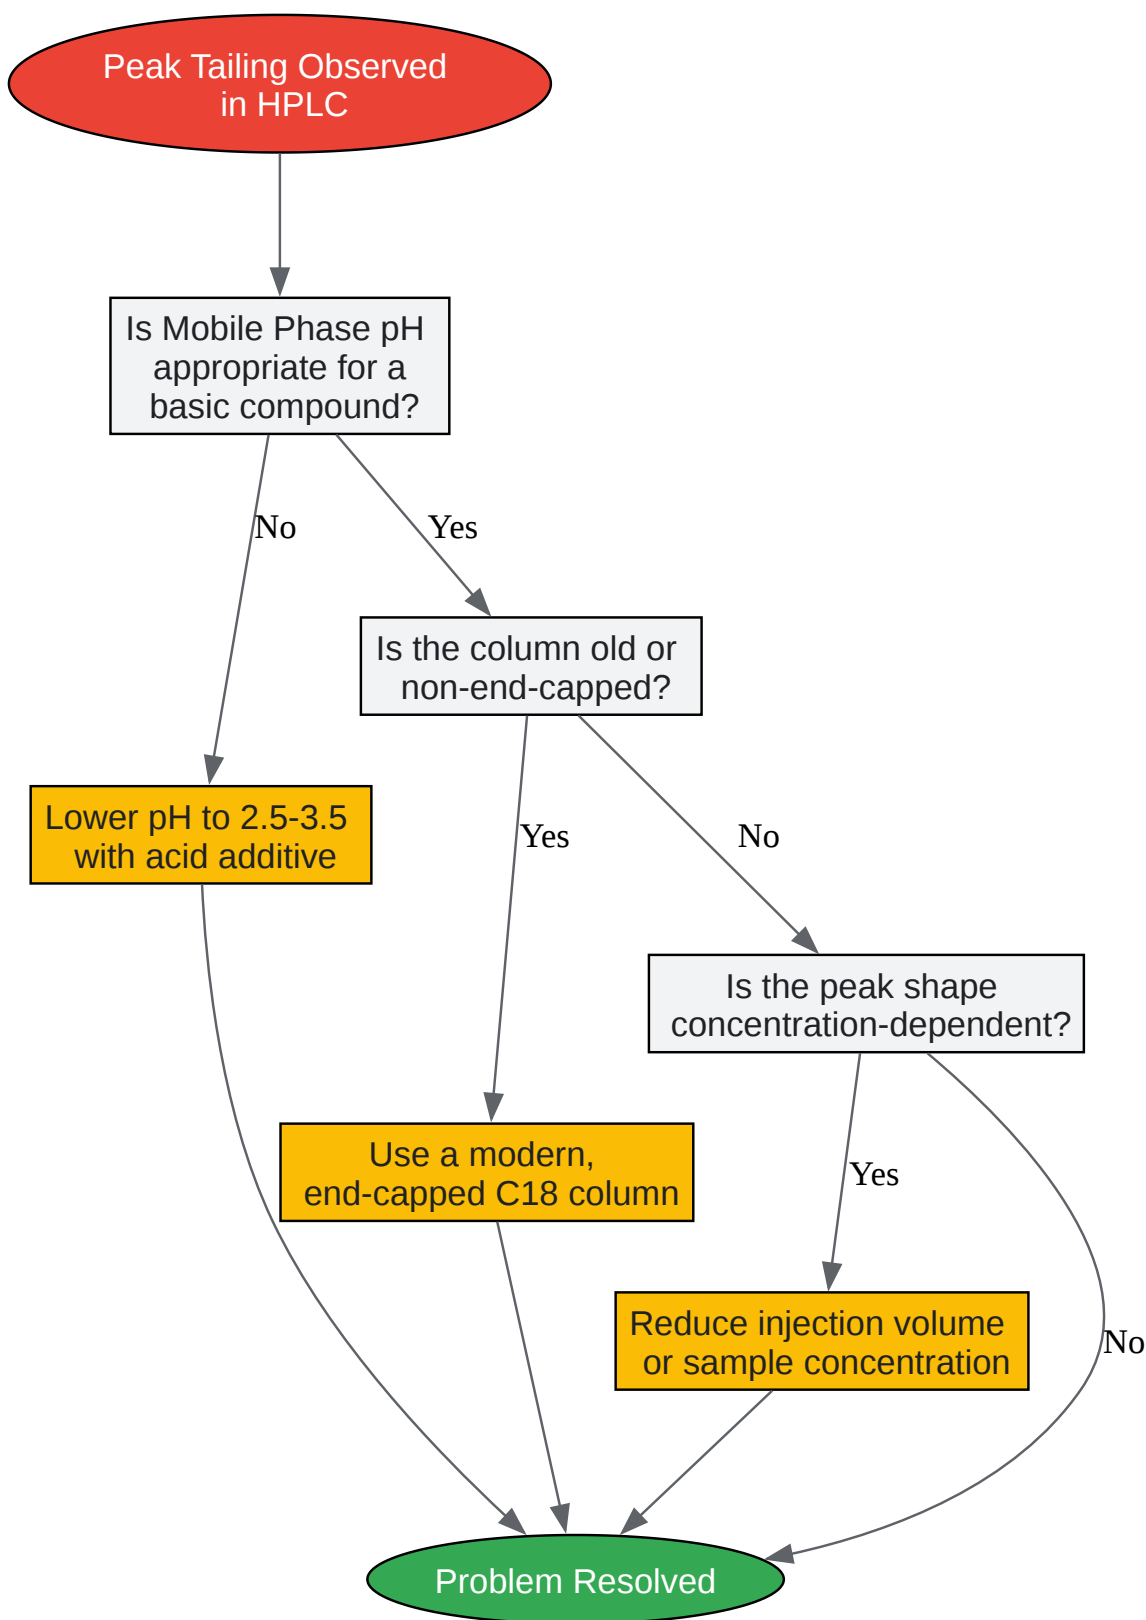 Peak Tailing Observed
in HPLC
Is Mobile Phase pH
appropriate for a
basic compound?
No
Yes
Is the column old or
non-end-capped?
Lower pH to 2.5-3.5
with acid additive
Yes
No
Is the peak shape
concentration-dependent?
Use a modern,
end-capped C18 column
Yes
Reduce injection volume
or sample concentration
No
Problem Resolved